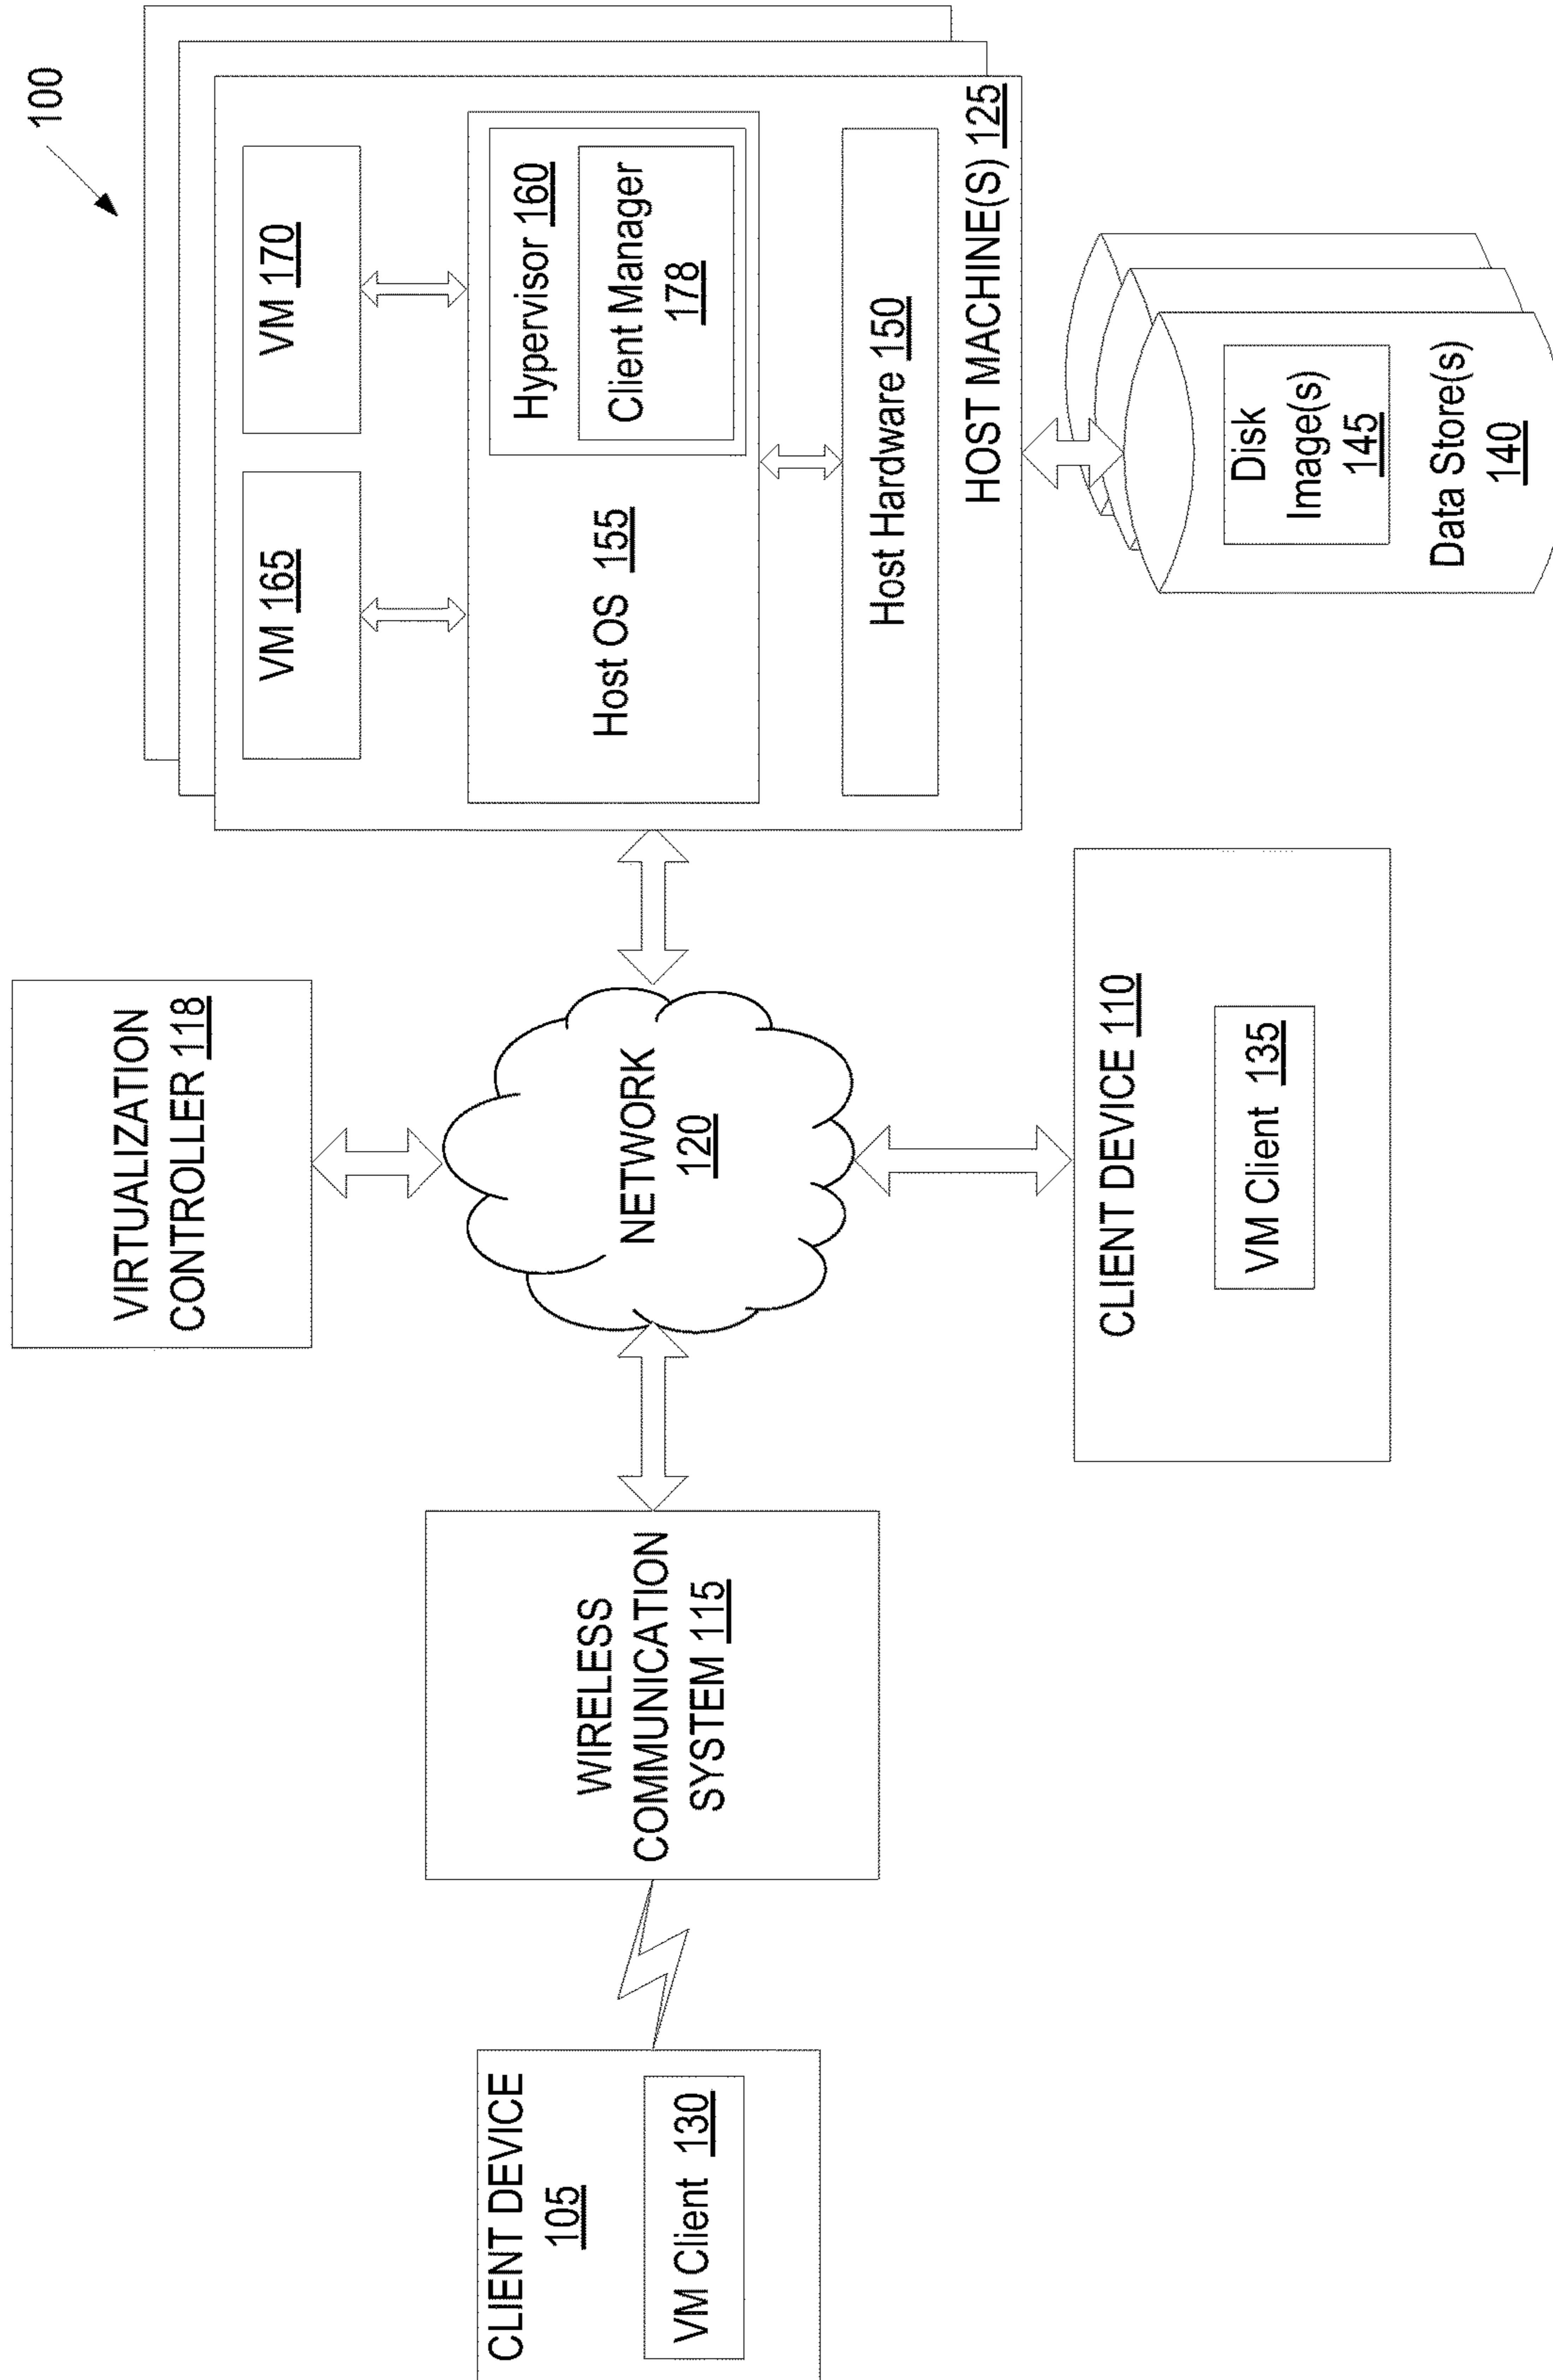 100
VIRTUALIZATION
CONTROLLER 118
VM 165
VM 170
Hypervisor 160
Client Manager
178
Host OS 155
Host Hardware 150
HOST MACHINE(S) 125
CLIENT DEVICE
105
VM Client 130
WIRELESS
COMMUNICATION
SYSTEM 115
NETWORK
120
CLIENT DEVICE 110
VM Client 135
Disk
Image(s)
145
Data Store(s)
140